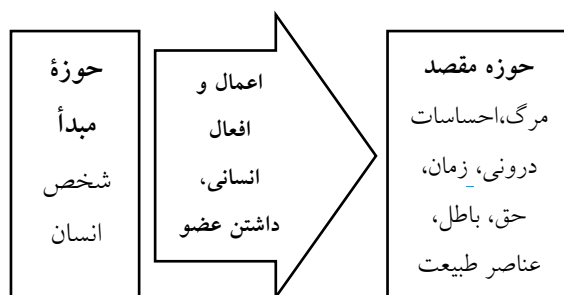 حوزهٔ
مبدأ
شخص
انسان
اعمال و
افعال
انسانی،
داشتن عضو
حوزه مقصد
مرگ،احساسات
درونی، زمان،
حق، باطل،
عناصر طبیعت